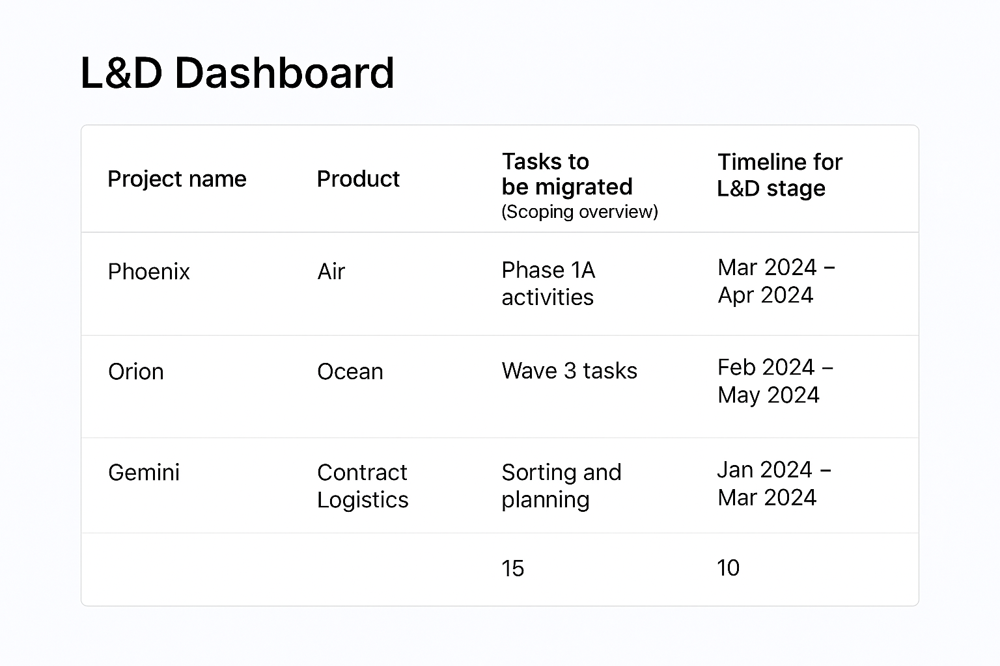 L&D Dashboard
Project name
Product
Tasks to
be migrated
(Scoping overview)
Timeline for
L&D stage
Phoenix
Air
Phase 1A
activities
Mar 2024 –
Apr 2024
Orion
Ocean
Wave 3 tasks
Feb 2024 –
May 2024
Gemini
Contract
Logistics
Sorting and
planning
Jan 2024 –
Mar 2024
15
10